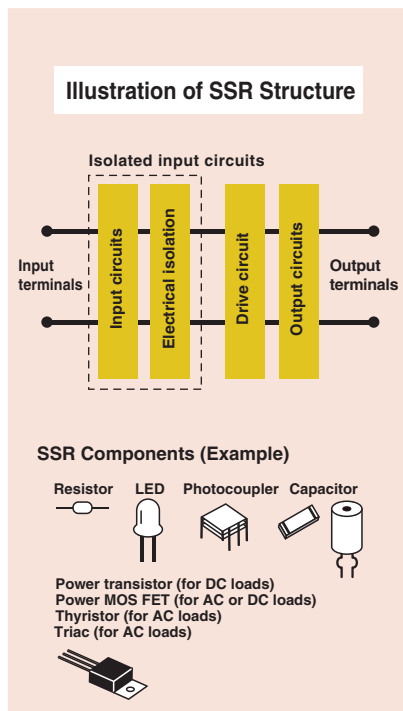 Illustration of SSR Structure
Isolated input circuits
Input
terminals
Input circuits
Electrical isolation
Drive circuit
Output circuits
Output
terminals
SSR Components (Example)
Resistor LED Photocoupler Capacitor
Power transistor (for DC loads)
Power MOS FET (for AC or DC loads)
Thyristor (for AC loads)
Triac (for AC loads)